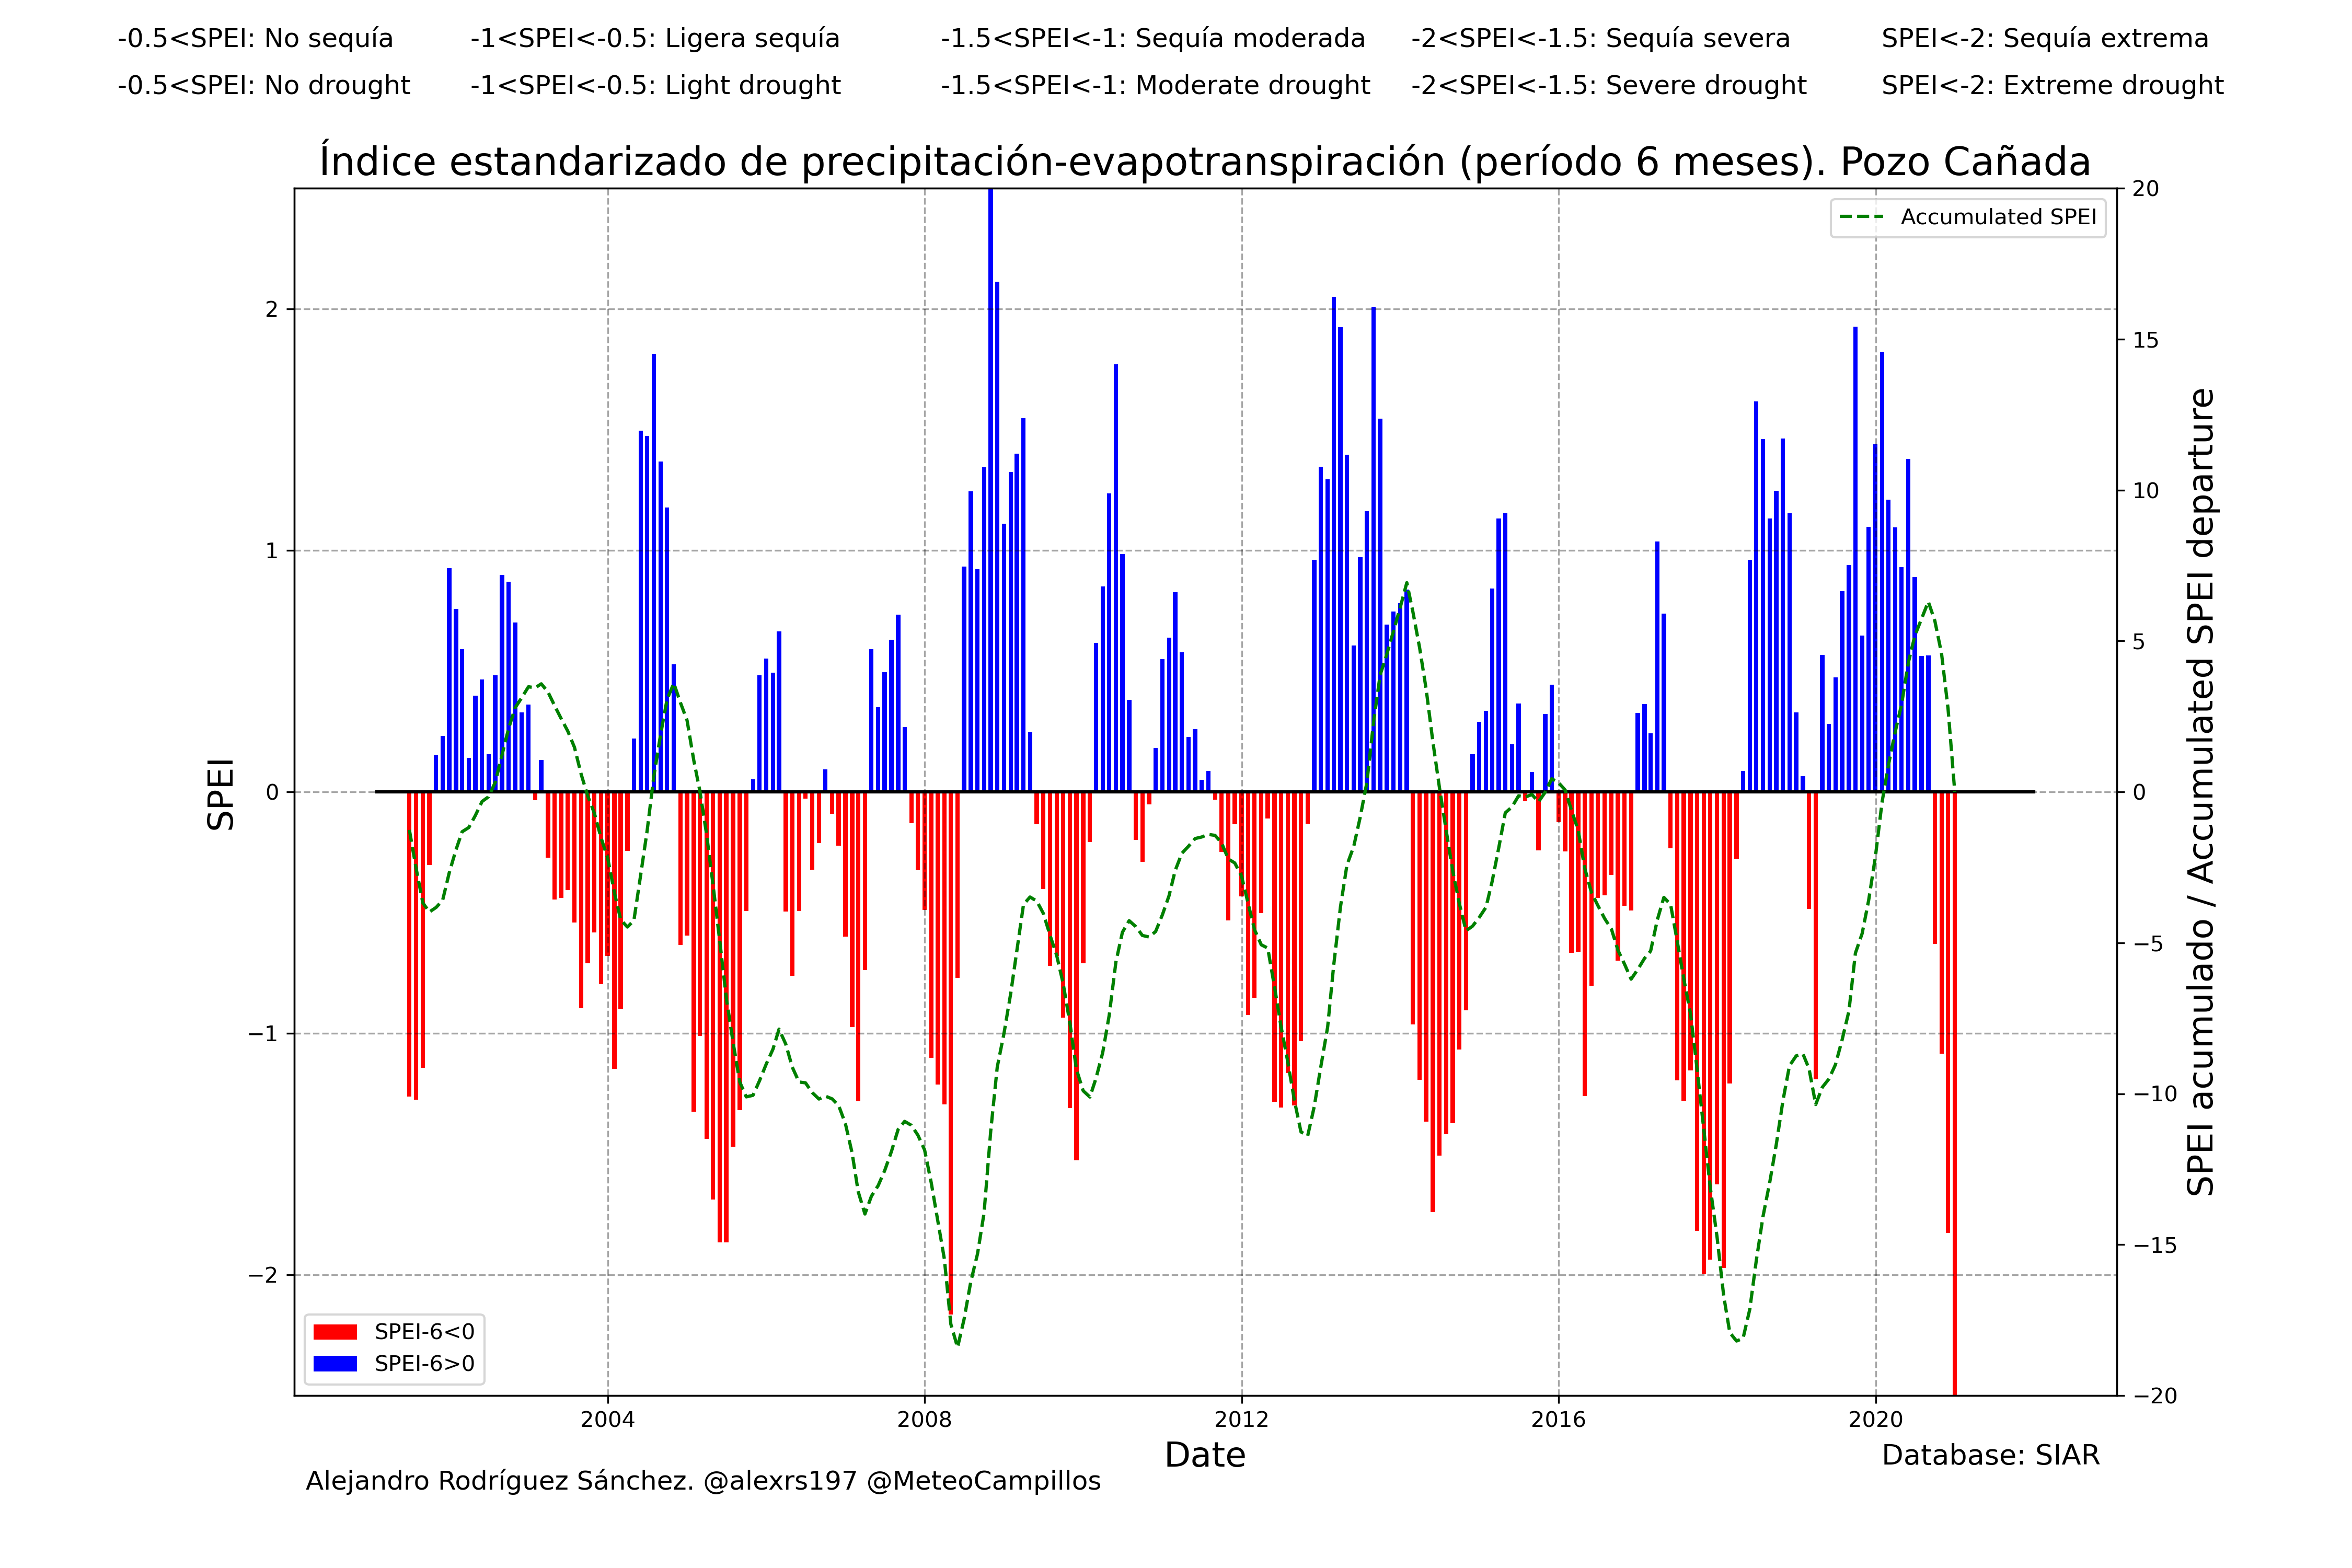 -0.5<SPEI: No sequía -1<SPEI<-0.5: Ligera sequía -1.5<SPEI<-1: Sequía moderada -2<SPEI<-1.5: Sequía severa SPEI<-2: Sequía extrema
-0.5<SPEI: No drought -1<SPEI<-0.5: Light drought -1.5<SPEI<-1: Moderate drought -2<SPEI<-1.5: Severe drought SPEI<-2: Extreme drought
Índice estandarizado de precipitación-evapotranspiración (período 6 meses). Pozo Cañada
Accumulated SPEI
SPEI
2
1
0
−1
−2
20
15
10
5
0
−5
−10
−15
−20
SPEI acumulado / Accumulated SPEI departure
SPEI-6<0
SPEI-6>0
2004 2008 2012 2016 2020
Date
Database: SIAR
Alejandro Rodríguez Sánchez. @alexrs197 @MeteoCampillos